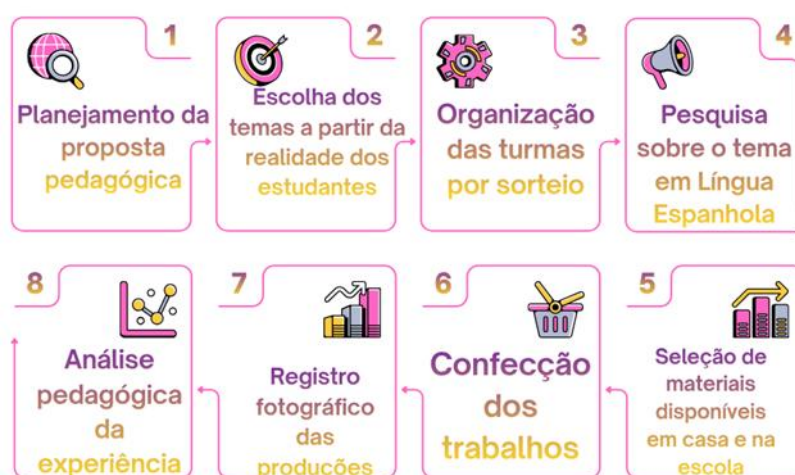 1
Planejamento da
proposta
pedagógica
2
Escolha dos
temas a partir da
realidade dos
estudantes
3
Organização
das turmas
por sorteio
4
Pesquisa
sobre o tema
em Língua
Espanhola
5
Seleção de
materiais
disponíveis
em casa e na
escola
6
Confecção
dos
trabalhos
7
Registro
fotográfico
das
produções
8
Análise
pedagógica
da
experiência